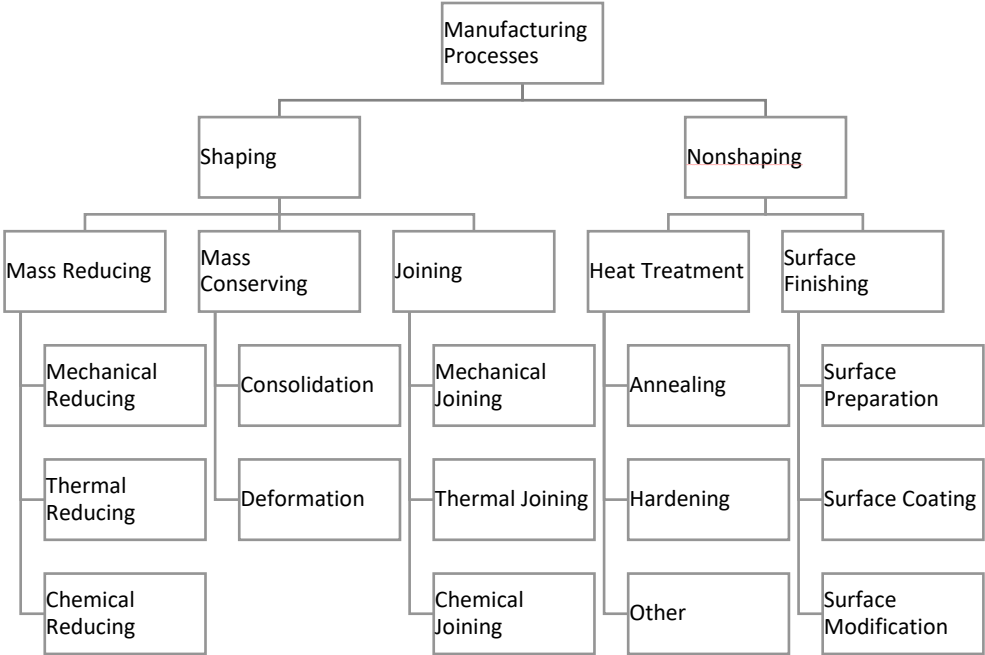 Manufacturing
Processes
Shaping
Nonshaping
Mass Reducing
Mass
Conserving
Joining
Heat Treatment
Surface
Finishing
Mechanical
Reducing
Consolidation
Mechanical
Joining
Annealing
Surface
Preparation
Thermal
Reducing
Deformation
Thermal Joining
Hardening
Surface Coating
Chemical
Reducing
Chemical
Joining
Other
Surface
Modification